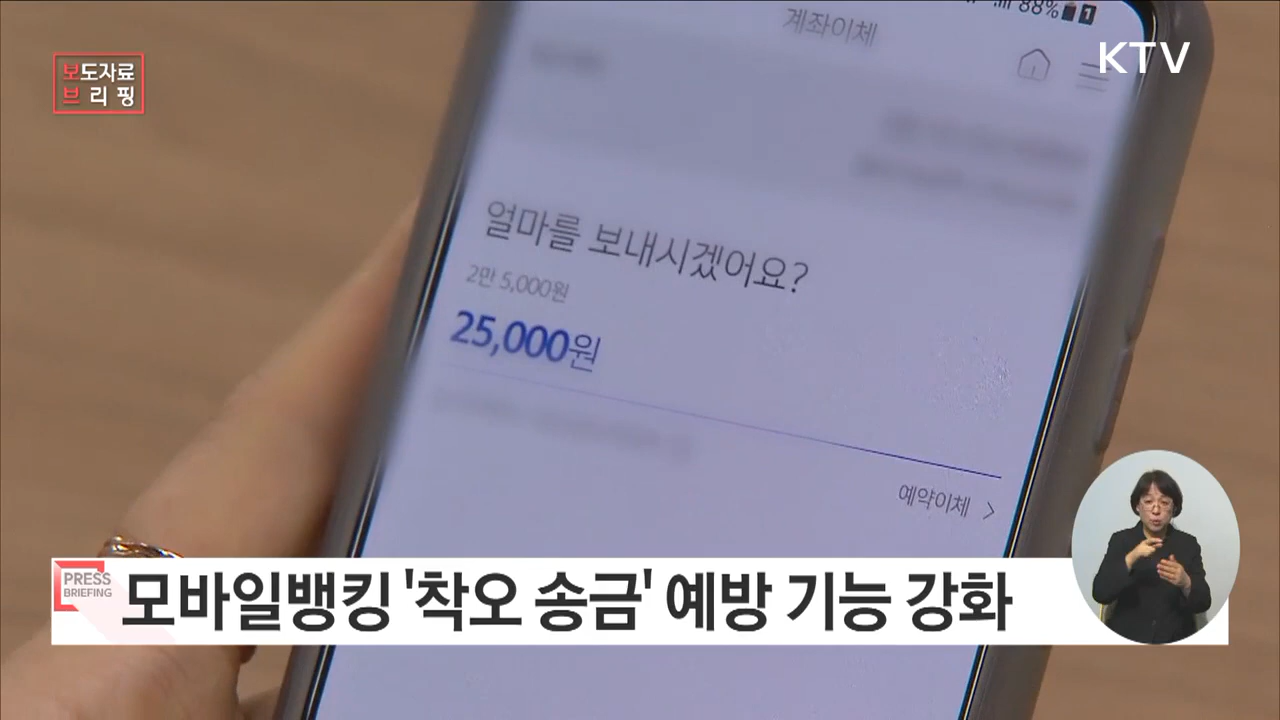 계좌이체
88%
1
KTV
보도자료
브리핑
얼마를 보내시겠어요?
2만 5,000원
25,000원
예약이체 >
PRESS
BRIEFING
모바일뱅킹 '착오 송금' 예방 기능 강화